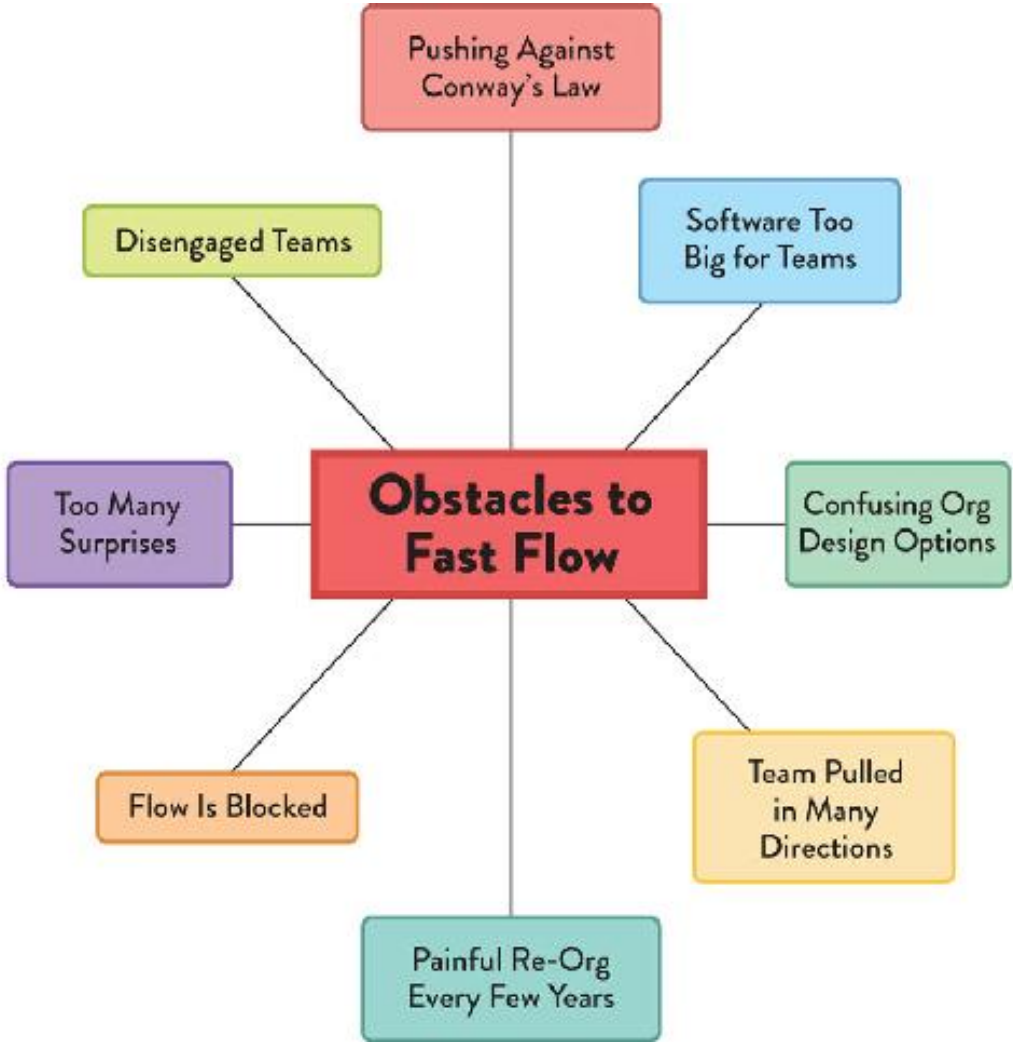 Pushing Against
Conway's Law
Disengaged Teams
Software Too
Big for Teams
Too Many
Surprises
Obstacles to
Fast Flow
Confusing Org
Design Options
Flow Is Blocked
Team Pulled
in Many
Directions
Painful Re-Org
Every Few Years